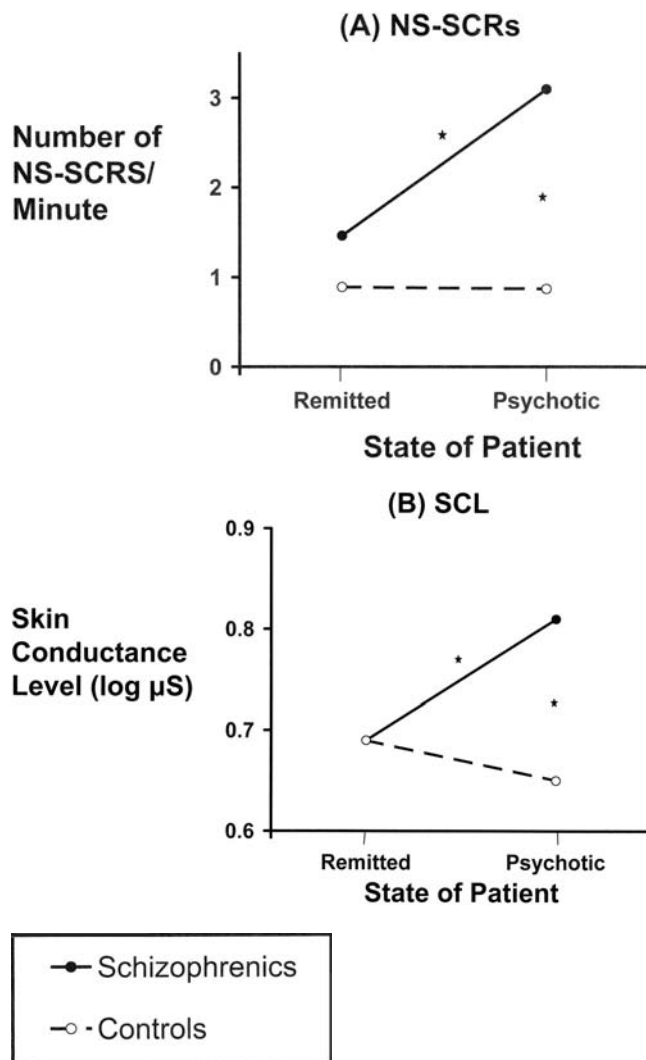 (A) NS-SCRs
Number of
NS-SCRS/
Minute
3
2
1
0
Remitted
Psychotic
State of Patient
(B) SCL
Skin
Conductance
Level (log µS)
0.9
0.8
0.7
0.6
Remitted
Psychotic
State of Patient
Schizophrenics
Controls